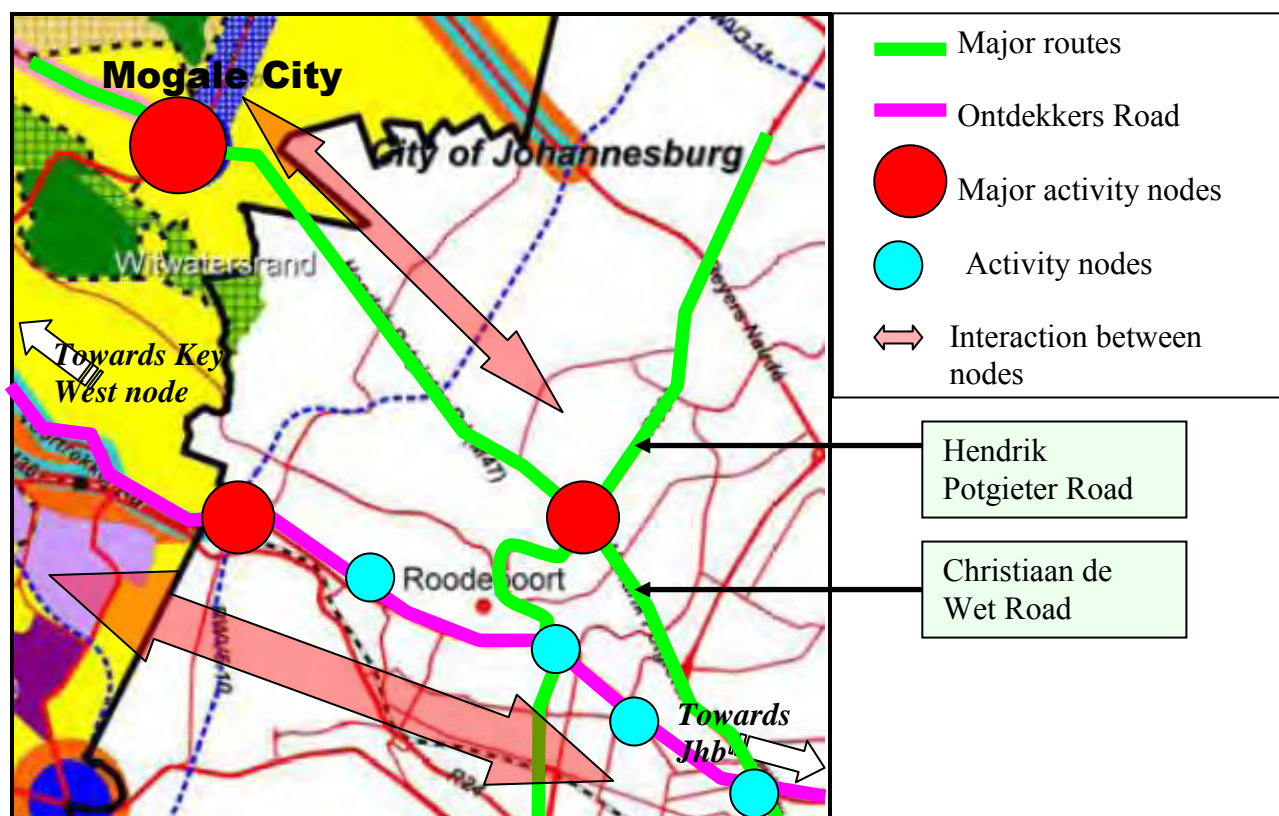 Mogale City
City of Johannesburg
Witwatersrand
Towards Key
West node
Roodepoort
R24
Towards
Jhb
Major routes
Ontdekkers Road
Major activity nodes
Activity nodes
Interaction between
nodes
Hendrik
Potgieter Road
Christiaan de
Wet Road